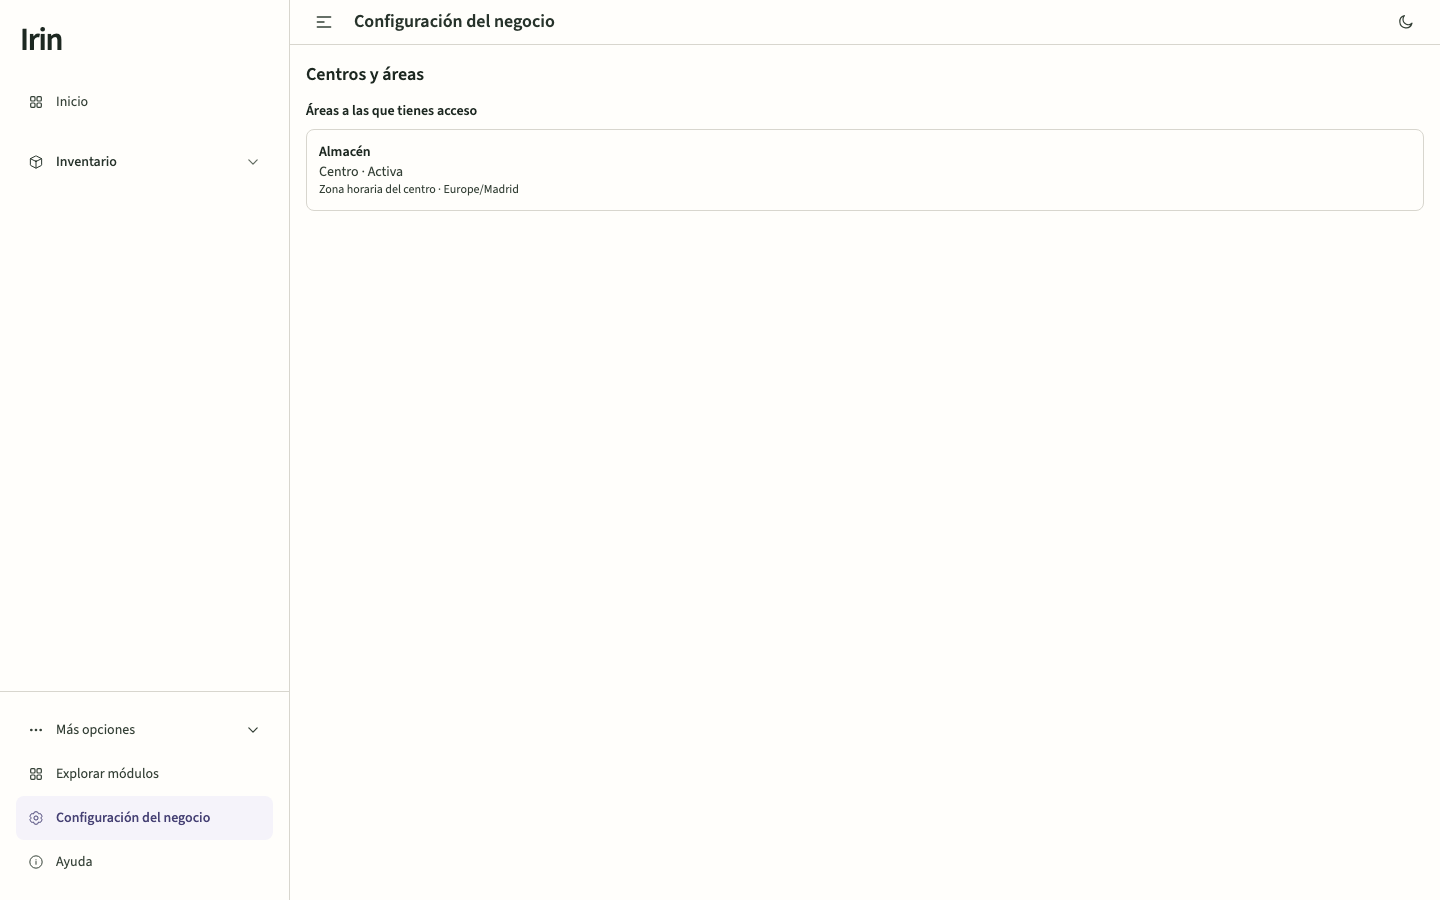 Irin
Inicio
Inventario
Más opciones
Explorar módulos
Configuración del negocio
Ayuda
Configuración del negocio
Centros y áreas
Áreas a las que tienes acceso
Almacén
Centro · Activa
Zona horaria del centro · Europe/Madrid